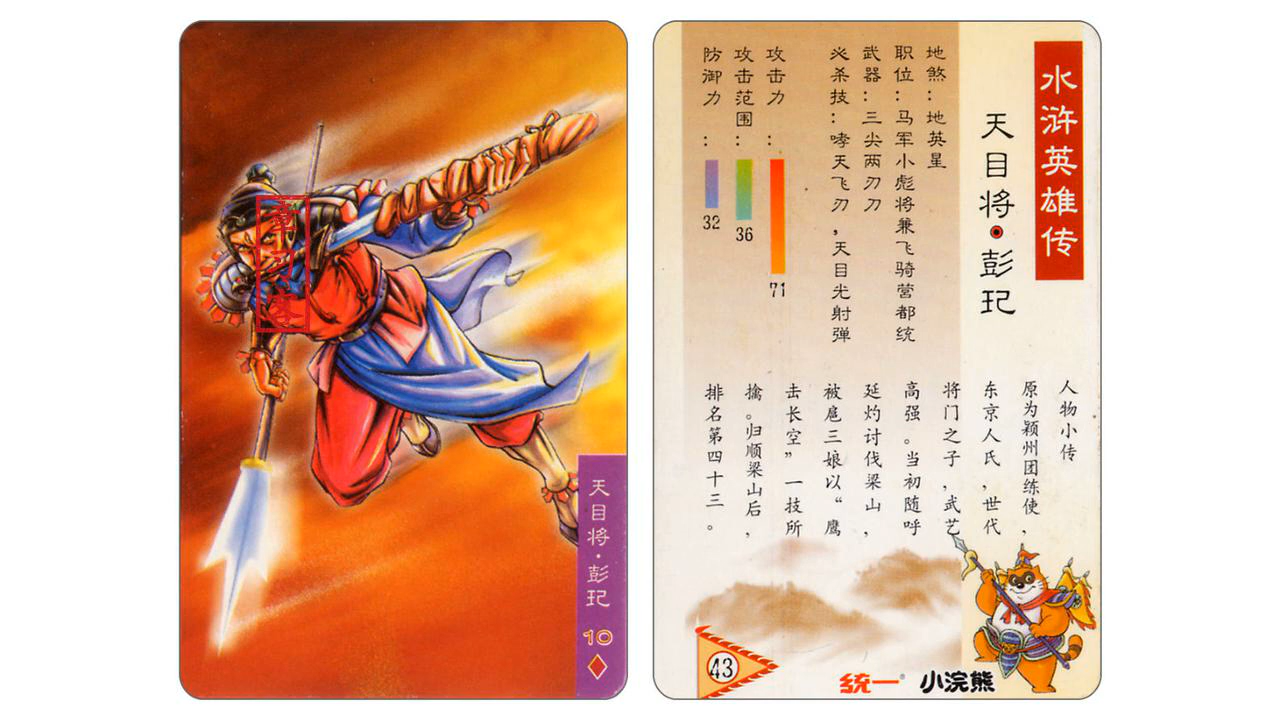 天目将·彭玘
10
水浒英雄传
天目将·彭玘
地煞：地英星
职位：马军小彪将兼飞骑营都统
武器：三尖两刃刀
必杀技：哮天飞刃，天目光射弹
攻击力：
71
攻击范围：
36
防御力：
32
人物小传
原为颖州团练使，
东京人氏，世代
将门之子，武艺
高强。当初随呼
延灼讨伐梁山，
被扈三娘以“鹰
击长空”一技所
擒。归顺梁山后，
排名第四十三。
43
统一® 小浣熊